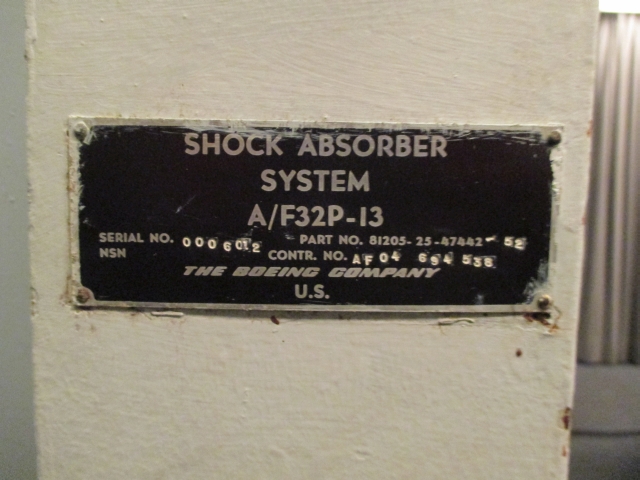 SHOCK ABSORBER
SYSTEM
A/F32P-13
SERIAL NO. 0006012 PART NO. 81205-25-47442-52
NSN CONTR. NO. AF04 694 536
THE BOEING COMPANY
U.S.